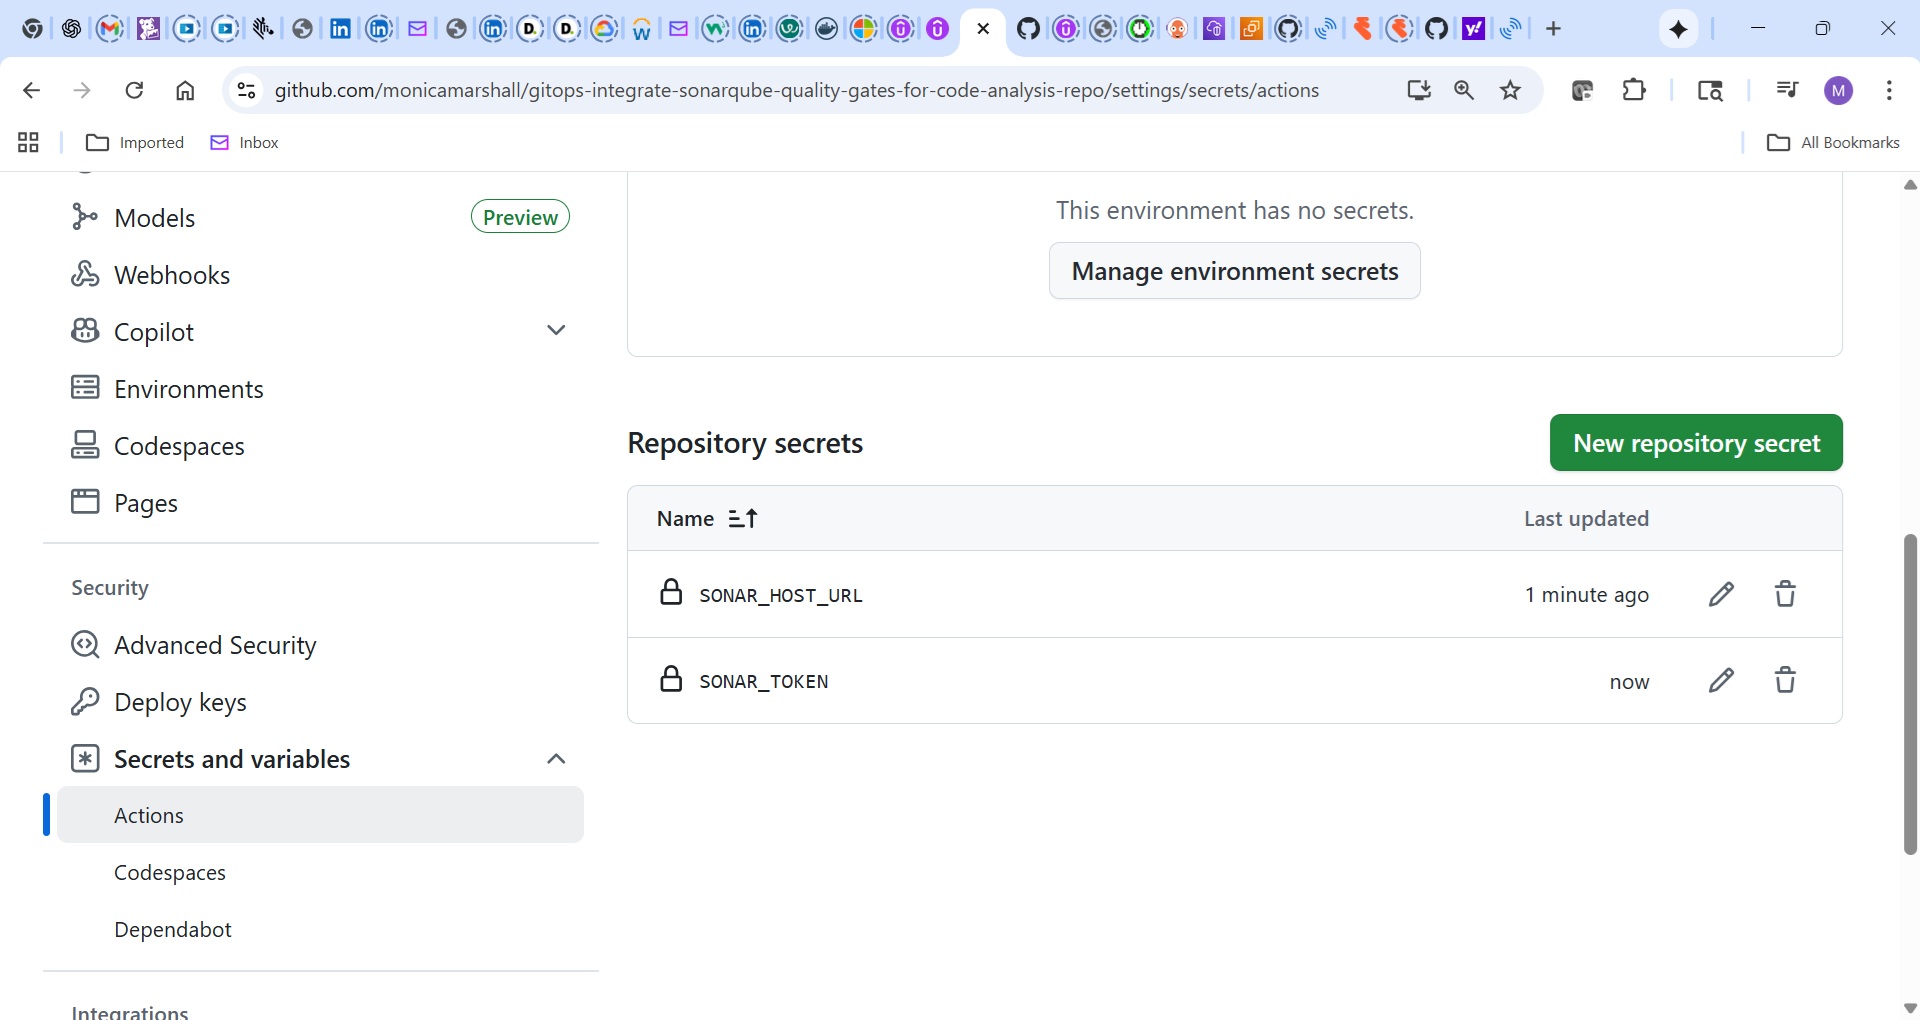 github.com/monicamarshall/gitops-integrate-sonarqube-quality-gates-for-code-analysis-repo/settings/secrets/actions
M
Imported
Inbox
All Bookmarks
Models
Preview
Webhooks
Copilot
Environments
Codespaces
Pages
Security
Advanced Security
Deploy keys
Secrets and variables
Actions
Codespaces
Dependabot
Integrations
This environment has no secrets.
Manage environment secrets
Repository secrets
New repository secret
Name
Last updated
SONAR_HOST_URL
1 minute ago
SONAR_TOKEN
now